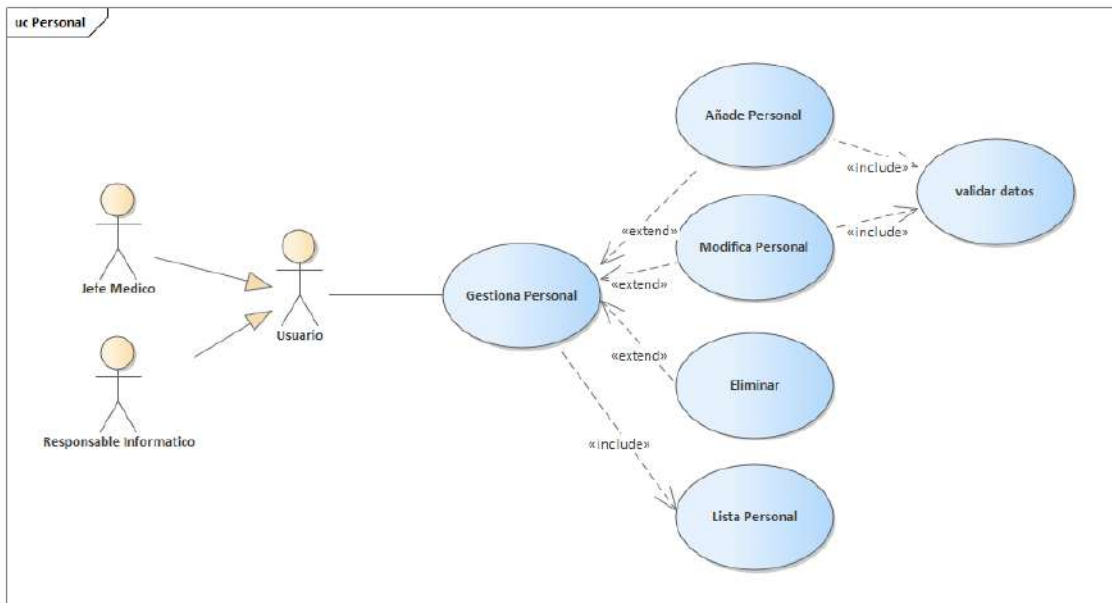 uc Personal
Añade Personal
«include»
validar datos
«extend»
Modifica Personal
«include»
Jefe Medico
Usuario
Gestiona Personal
«extend»
«extend»
Eliminar
Responsable Informatico
«include»
Lista Personal